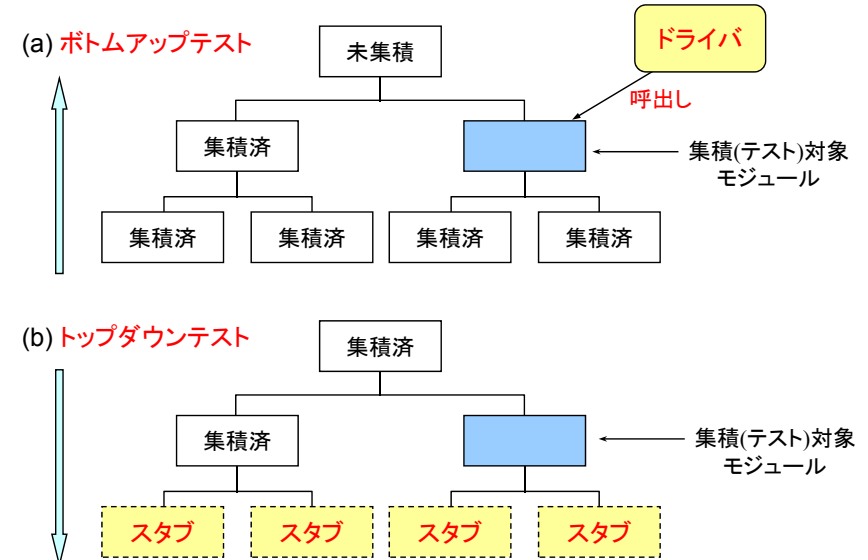 (a) ボトムアップテスト
未集積
ドライバ
呼出し
集積済
集積(テスト)対象
モジュール
集積済
集積済
集積済
集積済
(b) トップダウンテスト
集積済
集積済
集積(テスト)対象
モジュール
スタブ
スタブ
スタブ
スタブ